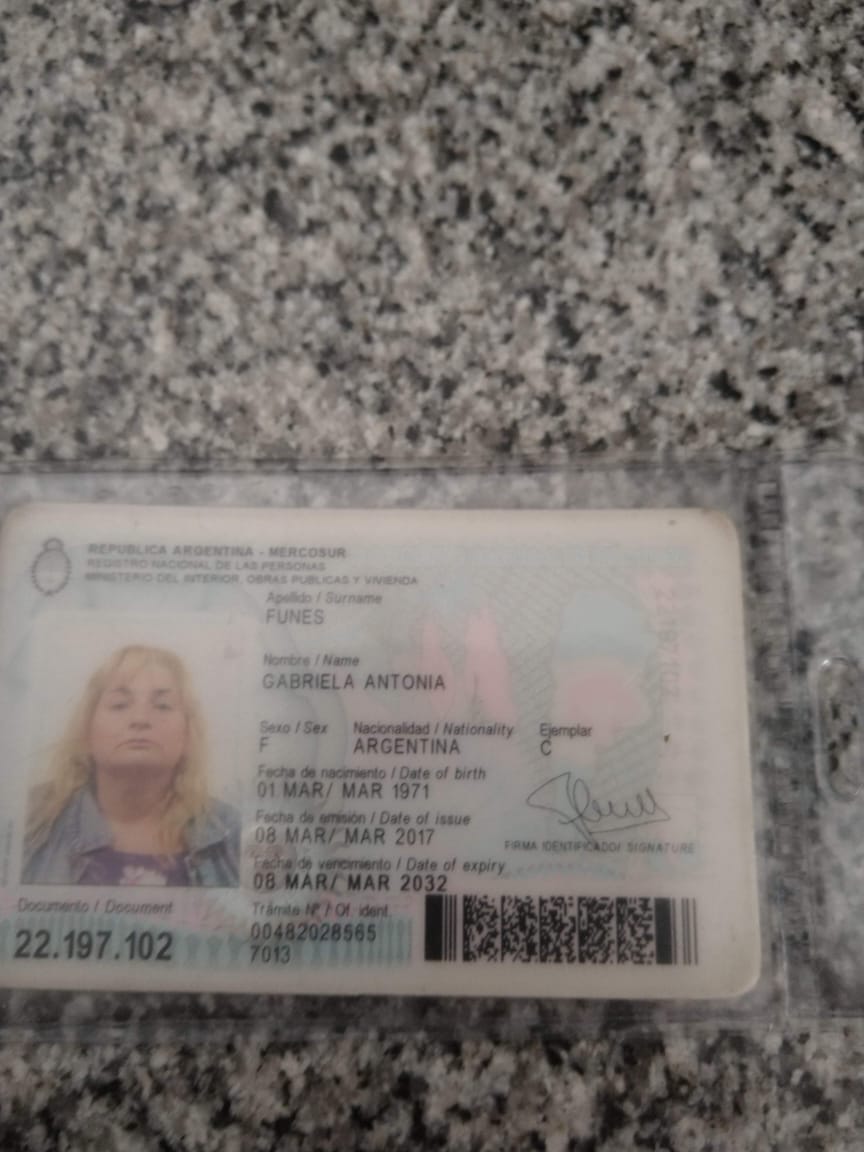 REPUBLICA ARGENTINA - MERCOSUR
REGISTRO NACIONAL DE LAS PERSONAS
MINISTERIO DEL INTERIOR, OBRAS PUBLICAS Y VIVIENDA
Apellido / Surname
FUNES
Nombre / Name
GABRIELA ANTONIA
Sexo / Sex Nacionalidad / Nationality Ejemplar
F ARGENTINA C
Fecha de nacimiento / Date of birth
01 MAR/ MAR 1971
Fecha de emisión / Date of issue
08 MAR/ MAR 2017
FIRMA IDENTIFICADO/ SIGNATURE
Fecha de vencimiento / Date of expiry
08 MAR/ MAR 2032
Documento / Document
22.197.102
Trámite Nº / Of. ident.
00482028565
7013